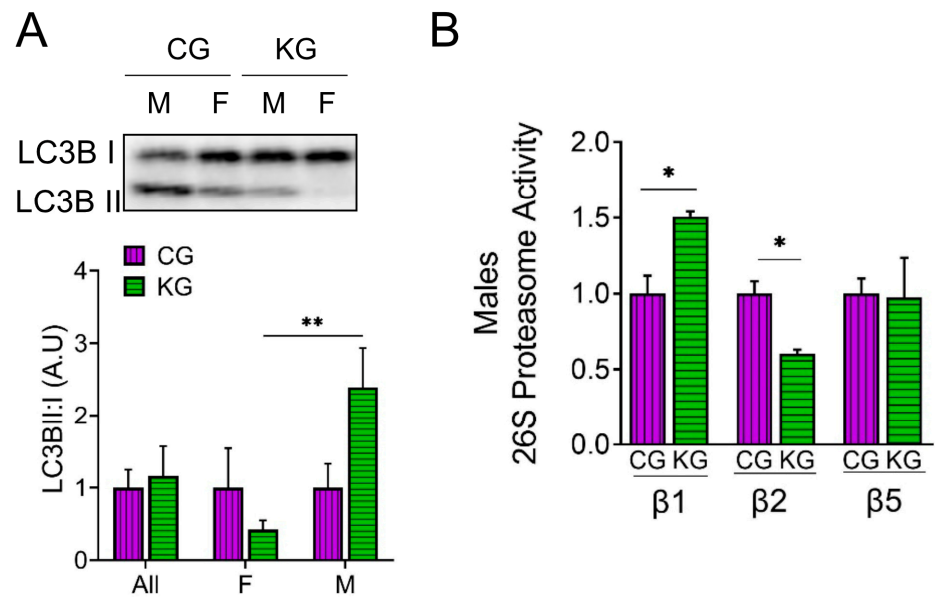 A
CG KG
M F M F
LC3B I
LC3B II
CG
KG
LC3BII:I (A.U)
4
3
2
1
0
**
All F M
B
Males
26S Proteasome Activity
2.0
1.5
1.0
0.5
0.0
*
*
CG KG CG KG CG KG
β1 β2 β5